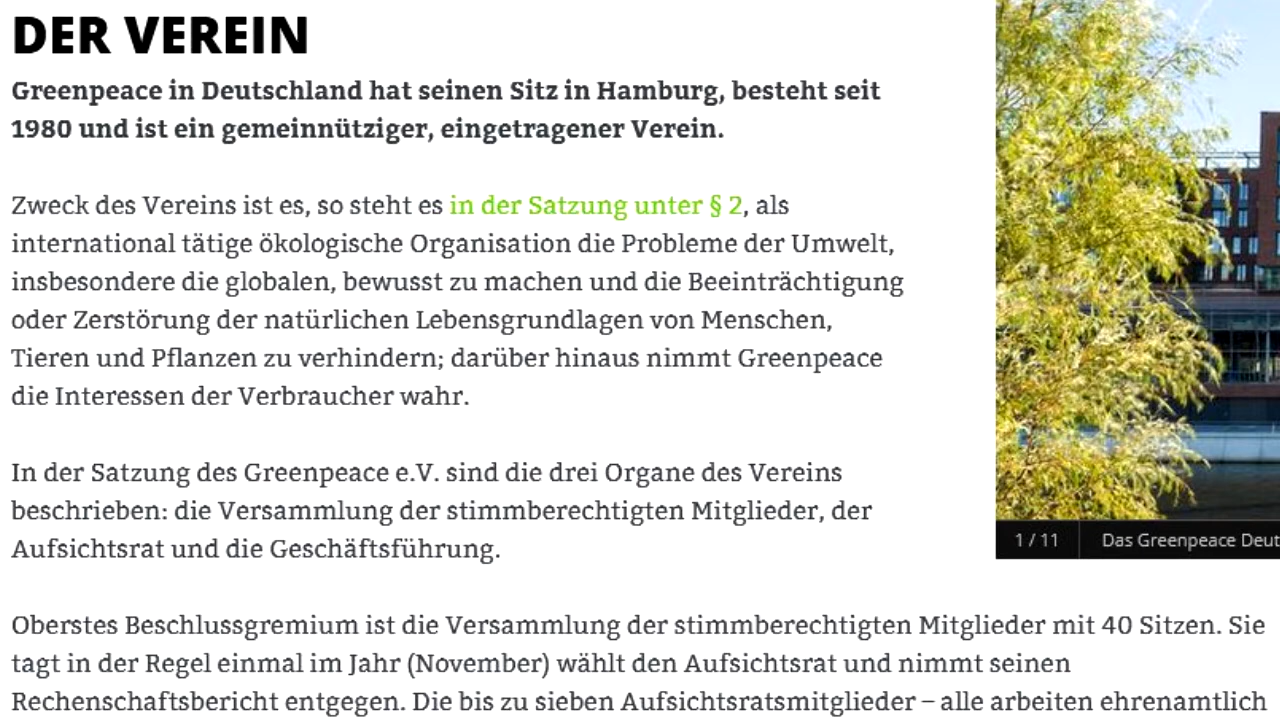 DER VEREIN
Greenpeace in Deutschland hat seinen Sitz in Hamburg, besteht seit
1980 und ist ein gemeinnütziger, eingetragener Verein.
Zweck des Vereins ist es, so steht es in der Satzung unter § 2, als
international tätige ökologische Organisation die Probleme der Umwelt,
insbesondere die globalen, bewusst zu machen und die Beeinträchtigung
oder Zerstörung der natürlichen Lebensgrundlagen von Menschen,
Tieren und Pflanzen zu verhindern; darüber hinaus nimmt Greenpeace
die Interessen der Verbraucher wahr.
In der Satzung des Greenpeace e.V. sind die drei Organe des Vereins
beschrieben: die Versammlung der stimmberechtigten Mitglieder, der
Aufsichtsrat und die Geschäftsführung.
1 / 11 Das Greenpeace Deut
Oberstes Beschlussgremium ist die Versammlung der stimmberechtigten Mitglieder mit 40 Sitzen. Sie
tagt in der Regel einmal im Jahr (November) wählt den Aufsichtsrat und nimmt seinen
Rechenschaftsbericht entgegen. Die bis zu sieben Aufsichtsratsmitglieder – alle arbeiten ehrenamtlich